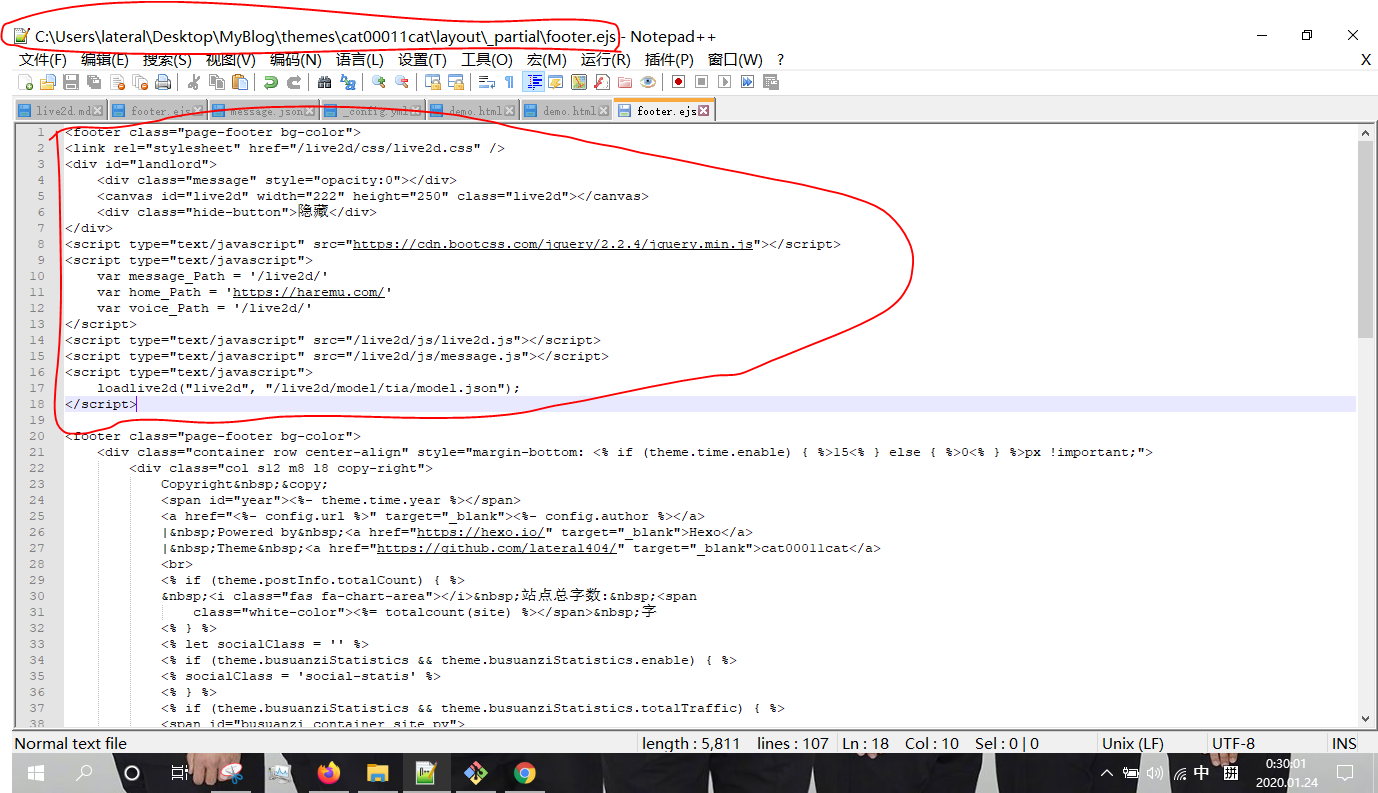 C:\Users\lateral\Desktop\MyBlog\themes\cat00011cat\layout\_partial\footer.ejs - Notepad++
文件(F) 编辑(E) 搜索(S) 视图(V) 编码(N) 语言(L) 设置(T) 工具(O) 宏(M) 运行(R) 插件(P) 窗口(W) ? X
live2d.md footer.ejs message.json _config.yml demo.html demo.html footer.ejs
1 <footer class="page-footer bg-color">
2 <link rel="stylesheet" href="/live2d/css/live2d.css" />
3 <div id="landlord">
4 <div class="message" style="opacity:0"></div>
5 <canvas id="live2d" width="222" height="250" class="live2d"></canvas>
6 <div class="hide-button">隐藏</div>
7 </div>
8 <script type="text/javascript" src="https://cdn.bootcss.com/jquery/2.2.4/jquery.min.js"></script>
9 <script type="text/javascript">
10 var message_Path = '/live2d/'
11 var home_Path = 'https://haremu.com/'
12 var voice_Path = '/live2d/'
13 </script>
14 <script type="text/javascript" src="/live2d/js/live2d.js"></script>
15 <script type="text/javascript" src="/live2d/js/message.js"></script>
16 <script type="text/javascript">
17 loadlive2d("live2d", "/live2d/model/tia/model.json");
18 </script>
19
20 <footer class="page-footer bg-color">
21 <div class="container row center-align" style="margin-bottom: <% if (theme.time.enable) { %>15<% } else { %>0<% } %>px !important;">
22 <div class="col s12 m8 l8 copy-right">
23 Copyright&nbsp;&copy;
24 <span id="year"><%- theme.time.year %></span>
25 <a href="<%- config.url %>" target="_blank"><%- config.author %></a>
26 |&nbsp;Powered by&nbsp;<a href="https://hexo.io/" target="_blank">Hexo</a>
27 |&nbsp;Theme&nbsp;<a href="https://github.com/lateral404/" target="_blank">cat00011cat</a>
28 <br>
29 <% if (theme.postInfo.totalCount) { %>
30 &nbsp;<i class="fas fa-chart-area"></i>&nbsp;站点总字数:&nbsp;<span
31 class="white-color"><%= totalcount(site) %></span>&nbsp;字
32 <% } %>
33 <% let socialClass = '' %>
34 <% if (theme.busuanziStatistics && theme.busuanziStatistics.enable) { %>
35 <% socialClass = 'social-statis' %>
36 <% } %>
37 <% if (theme.busuanziStatistics && theme.busuanziStatistics.totalTraffic) { %>
38 <span id="busuanzi_container_site_pv">
Normal text file length : 5,811 lines : 107 Ln : 18 Col : 10 Sel : 0 | 0 Unix (LF) UTF-8 INS
中 拼 0:30:01
2020.01.24